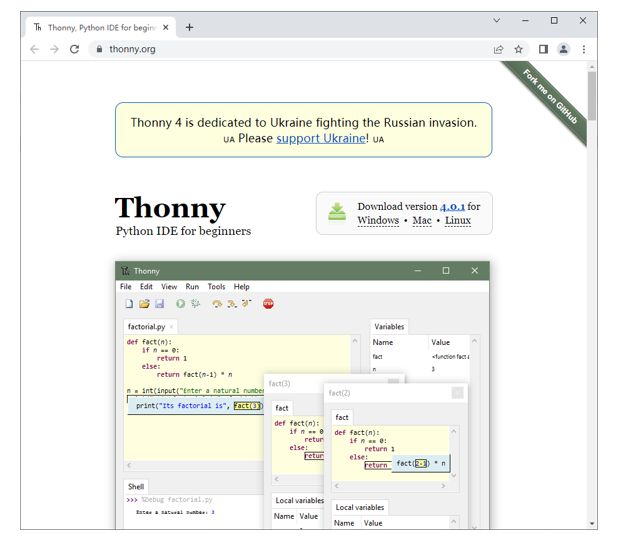 Thonny, Python IDE for beginn
thonny.org
Fork me on GitHub
Thonny 4 is dedicated to Ukraine fighting the Russian invasion.
UA Please support Ukraine! UA
Thonny
Python IDE for beginners
Download version 4.0.1 for
Windows • Mac • Linux
Thonny
File Edit View Run Tools Help
STOP
factorial.py
def fact(n):
if n == 0:
return 1
else:
return fact(n-1) * n
n = int(input("Enter a natural number
print("Its factorial is", fact(3))
Variables
Name Value
fact <function fact a
n 3
fact(3)
fact
def fact(n):
if n == 0
retur
else:
retur
Local variables
Name Value
fact(2)
fact
def fact(n):
if n == 0:
return 1
else:
return fact(2-1) * n
Local variables
Name Value
Shell
>>> %Debug factorial.py
Enter a natural number: 3